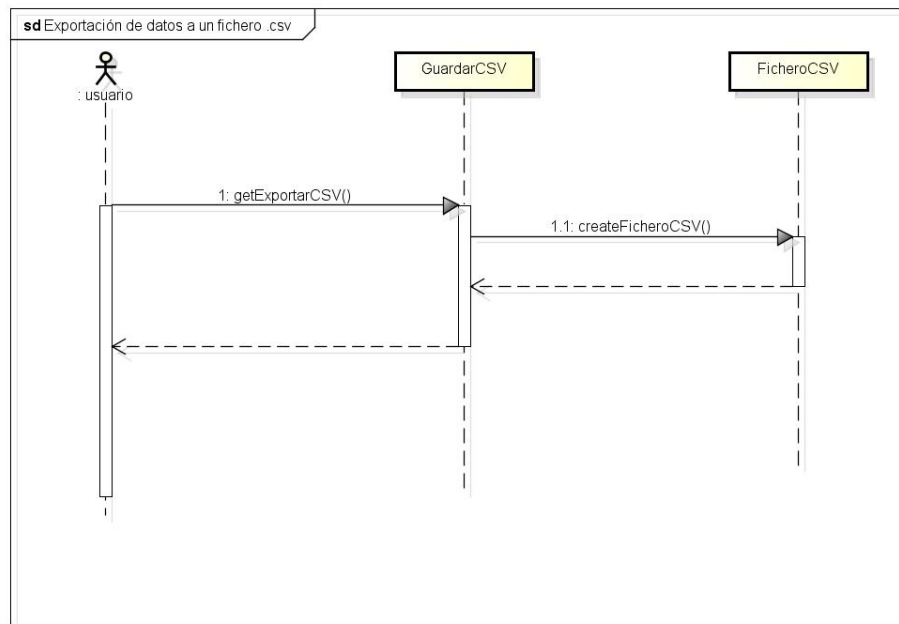 sd Exportación de datos a un fichero .csv
: usuario
GuardarCSV
FicheroCSV
1: getExportarCSV()
1.1: createFicheroCSV()